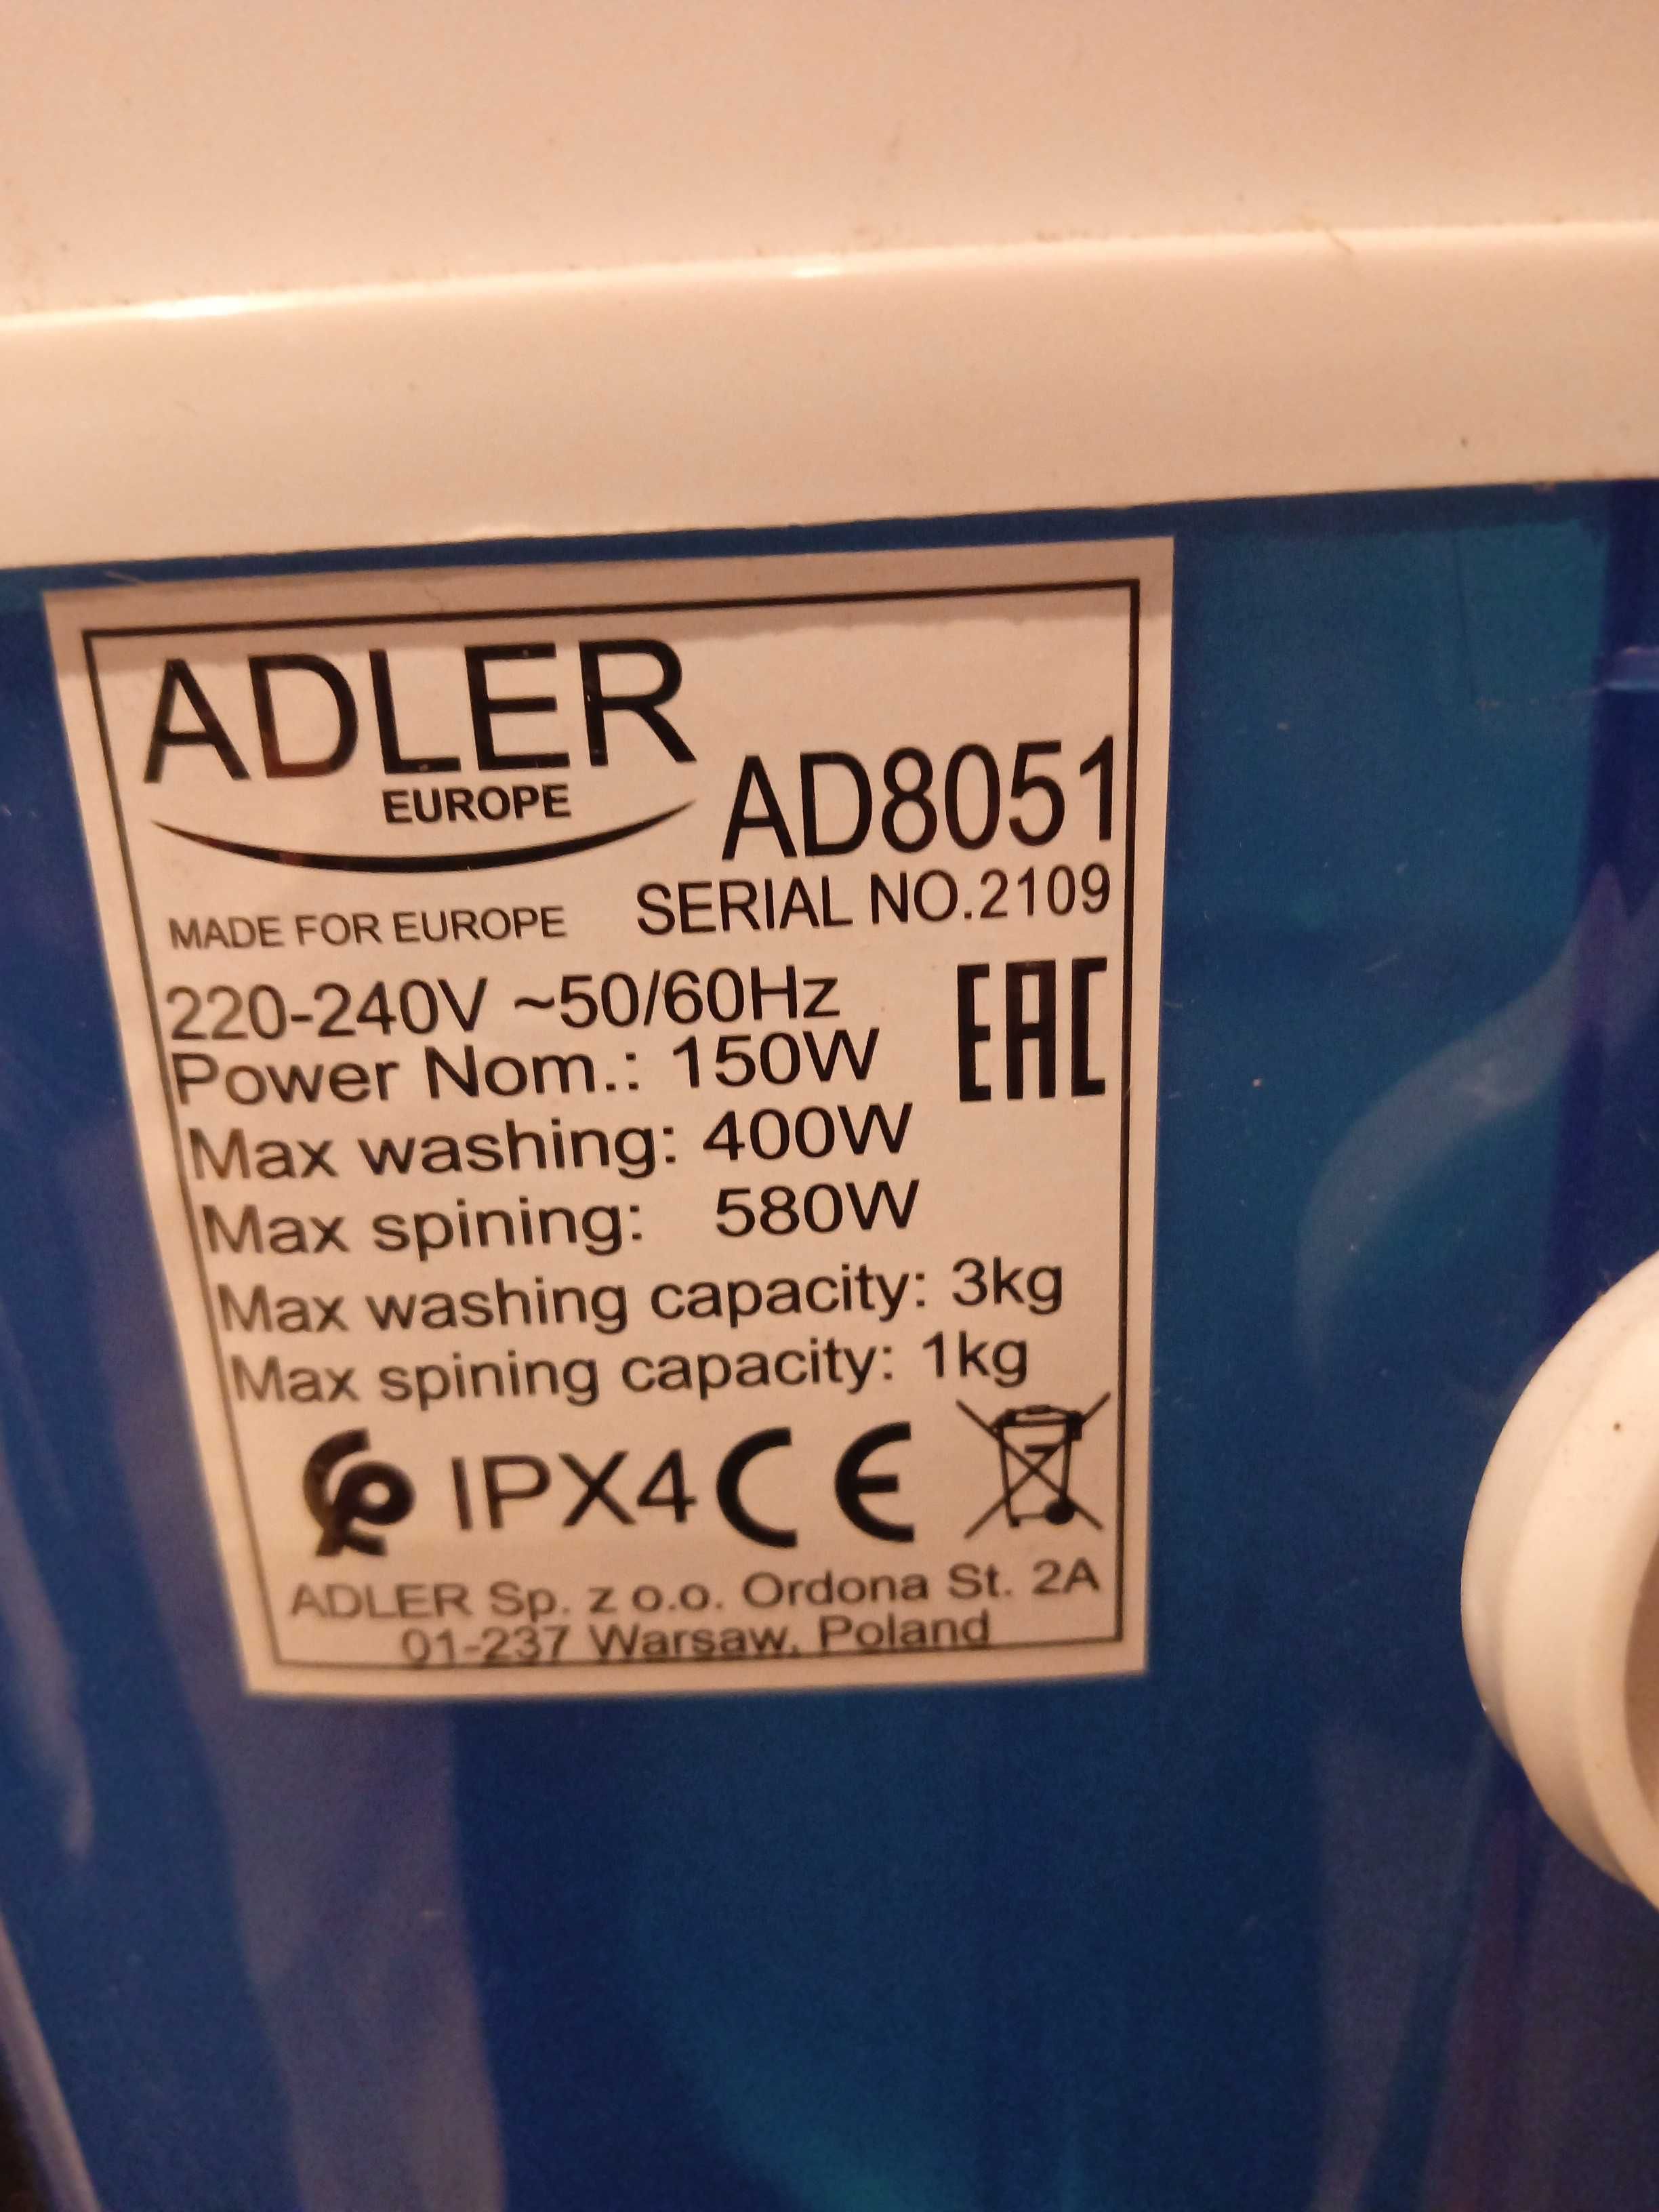 ADLER
EUROPE
AD8051
MADE FOR EUROPE
SERIAL NO.2109
220-240V ~50/60Hz
EAC
Power Nom.: 150W
Max washing: 400W
Max spining: 580W
Max washing capacity: 3kg
Max spining capacity: 1kg
IPX4 CE
ADLER Sp. z o.o. Ordona St. 2A
01-237 Warsaw, Poland